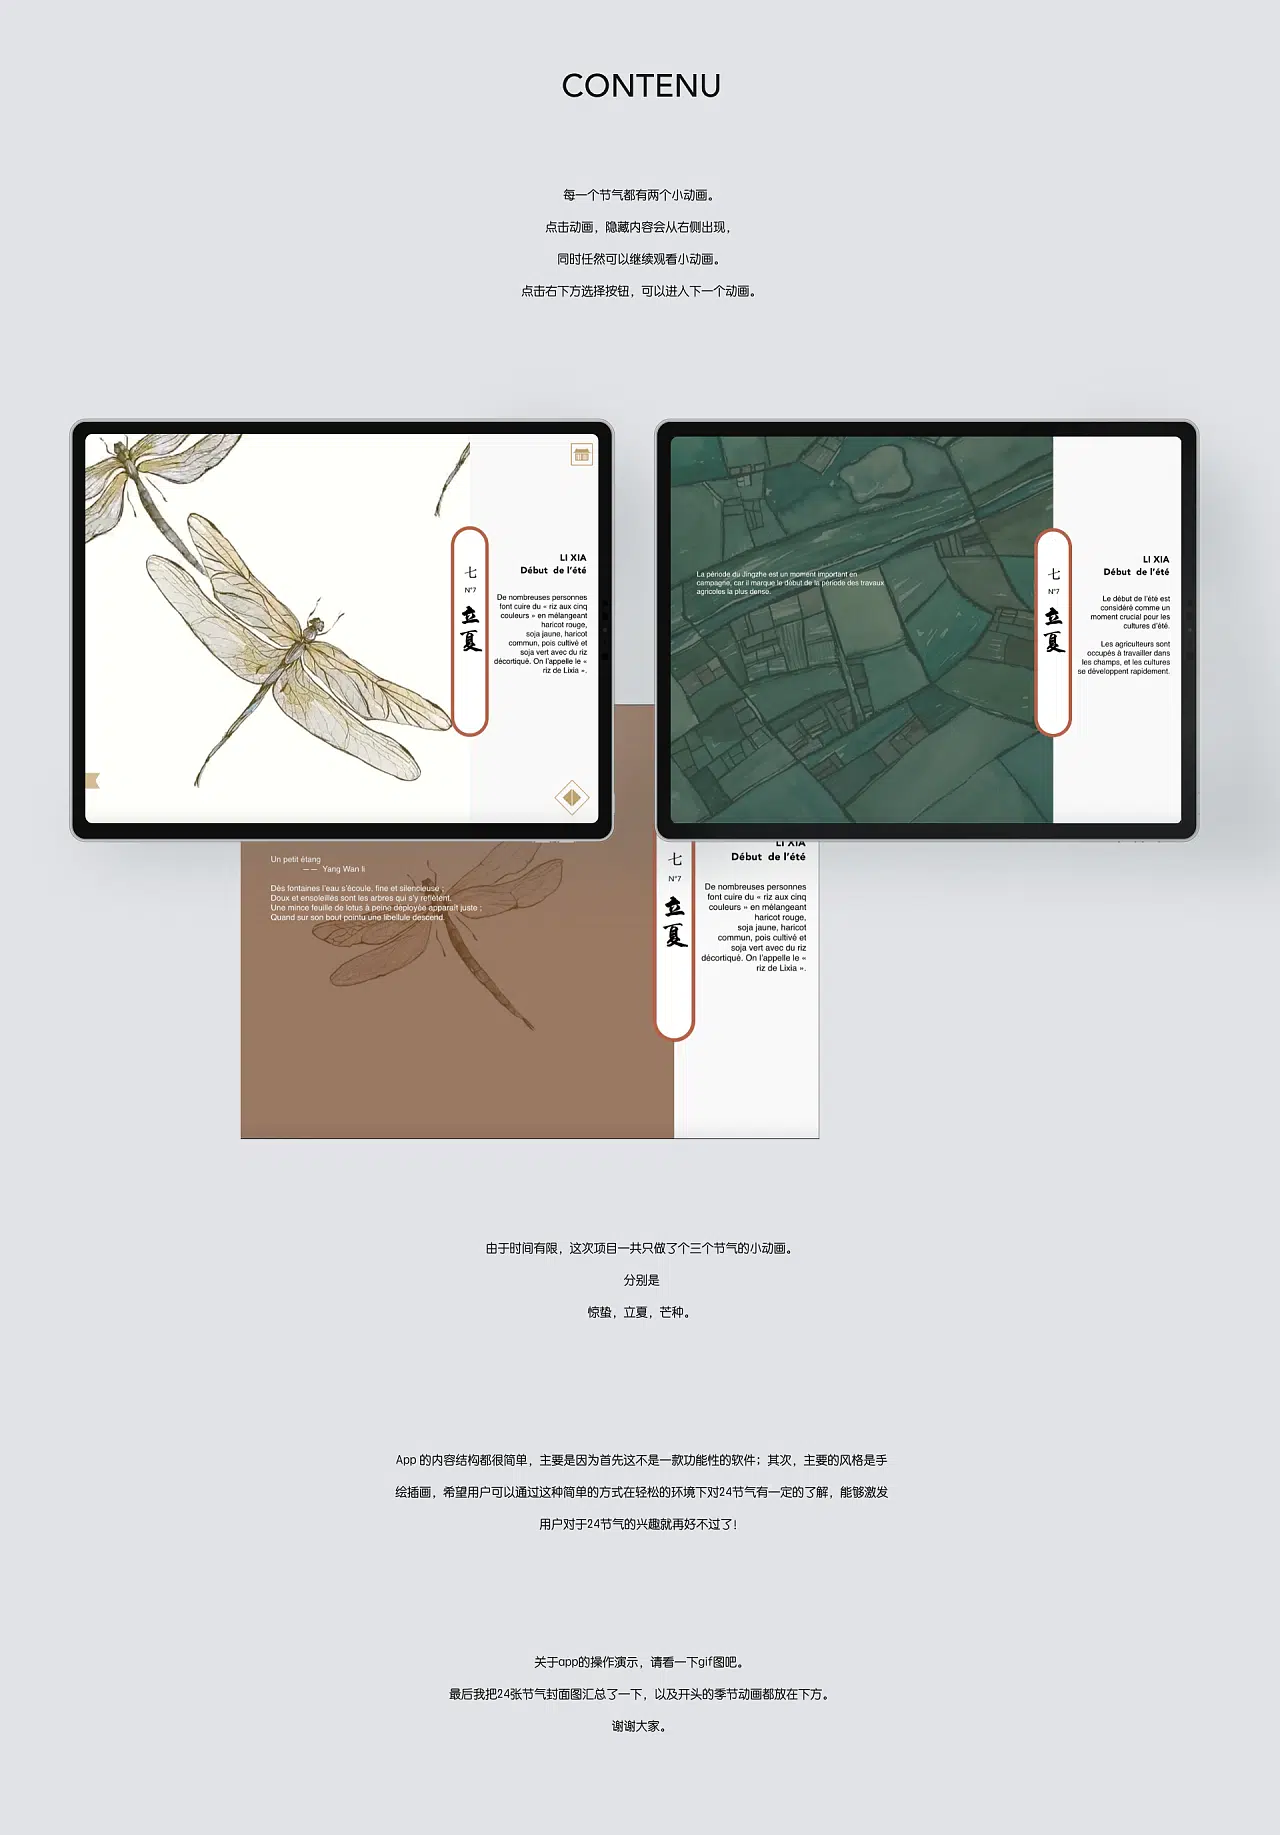 CONTENU
每一个节气都有两个小动画。
点击动画，隐藏内容会从右侧出现，
同时任然可以继续观看小动画。
点击右下方选择按钮，可以进入下一个动画。
七
N°7
立
夏
LI XIA
Début de l'été
De nombreuses personnes
font cuire du « riz aux cinq
couleurs » en mélangeant
haricot rouge,
soja jaune, haricot
commun, pois cultivé et
soja vert avec du riz
décortiqué. On l'appelle le «
riz de Lixia ».
La période du Jingzhe est un moment important en
campagne, car il marque le début de la période des travaux
agricoles la plus dense.
七
N°7
立
夏
LI XIA
Début de l'été
Le début de l'été est
considéré comme un
moment crucial pour les
cultures d'été.
Les agriculteurs sont
occupés à travailler dans
les champs, et les cultures
se développent rapidement.
Un petit étang
—— Yang Wan li
Dès fontaines l'eau s'écoule, fine et silencieuse ;
Doux et ensoleillés sont les arbres qui s'y reflètent.
Une mince feuille de lotus à peine déployée apparaît juste ;
Quand sur son bout pointu une libellule descend.
七
N°7
立
夏
LI XIA
Début de l'été
De nombreuses personnes
font cuire du « riz aux cinq
couleurs » en mélangeant
haricot rouge,
soja jaune, haricot
commun, pois cultivé et
soja vert avec du riz
décortiqué. On l'appelle le «
riz de Lixia ».
由于时间有限，这次项目一共只做了个三个节气的小动画。
分别是
惊蛰，立夏，芒种。
App 的内容结构都很简单，主要是因为首先这不是一款功能性的软件；其次，主要的风格是手
绘插画，希望用户可以通过这种简单的方式在轻松的环境下对24节气有一定的了解，能够激发
用户对于24节气的兴趣就再好不过了！
关于app的操作演示，请看一下gif图吧。
最后我把24张节气封面图汇总了一下，以及开头的季节动画都放在下方。
谢谢大家。